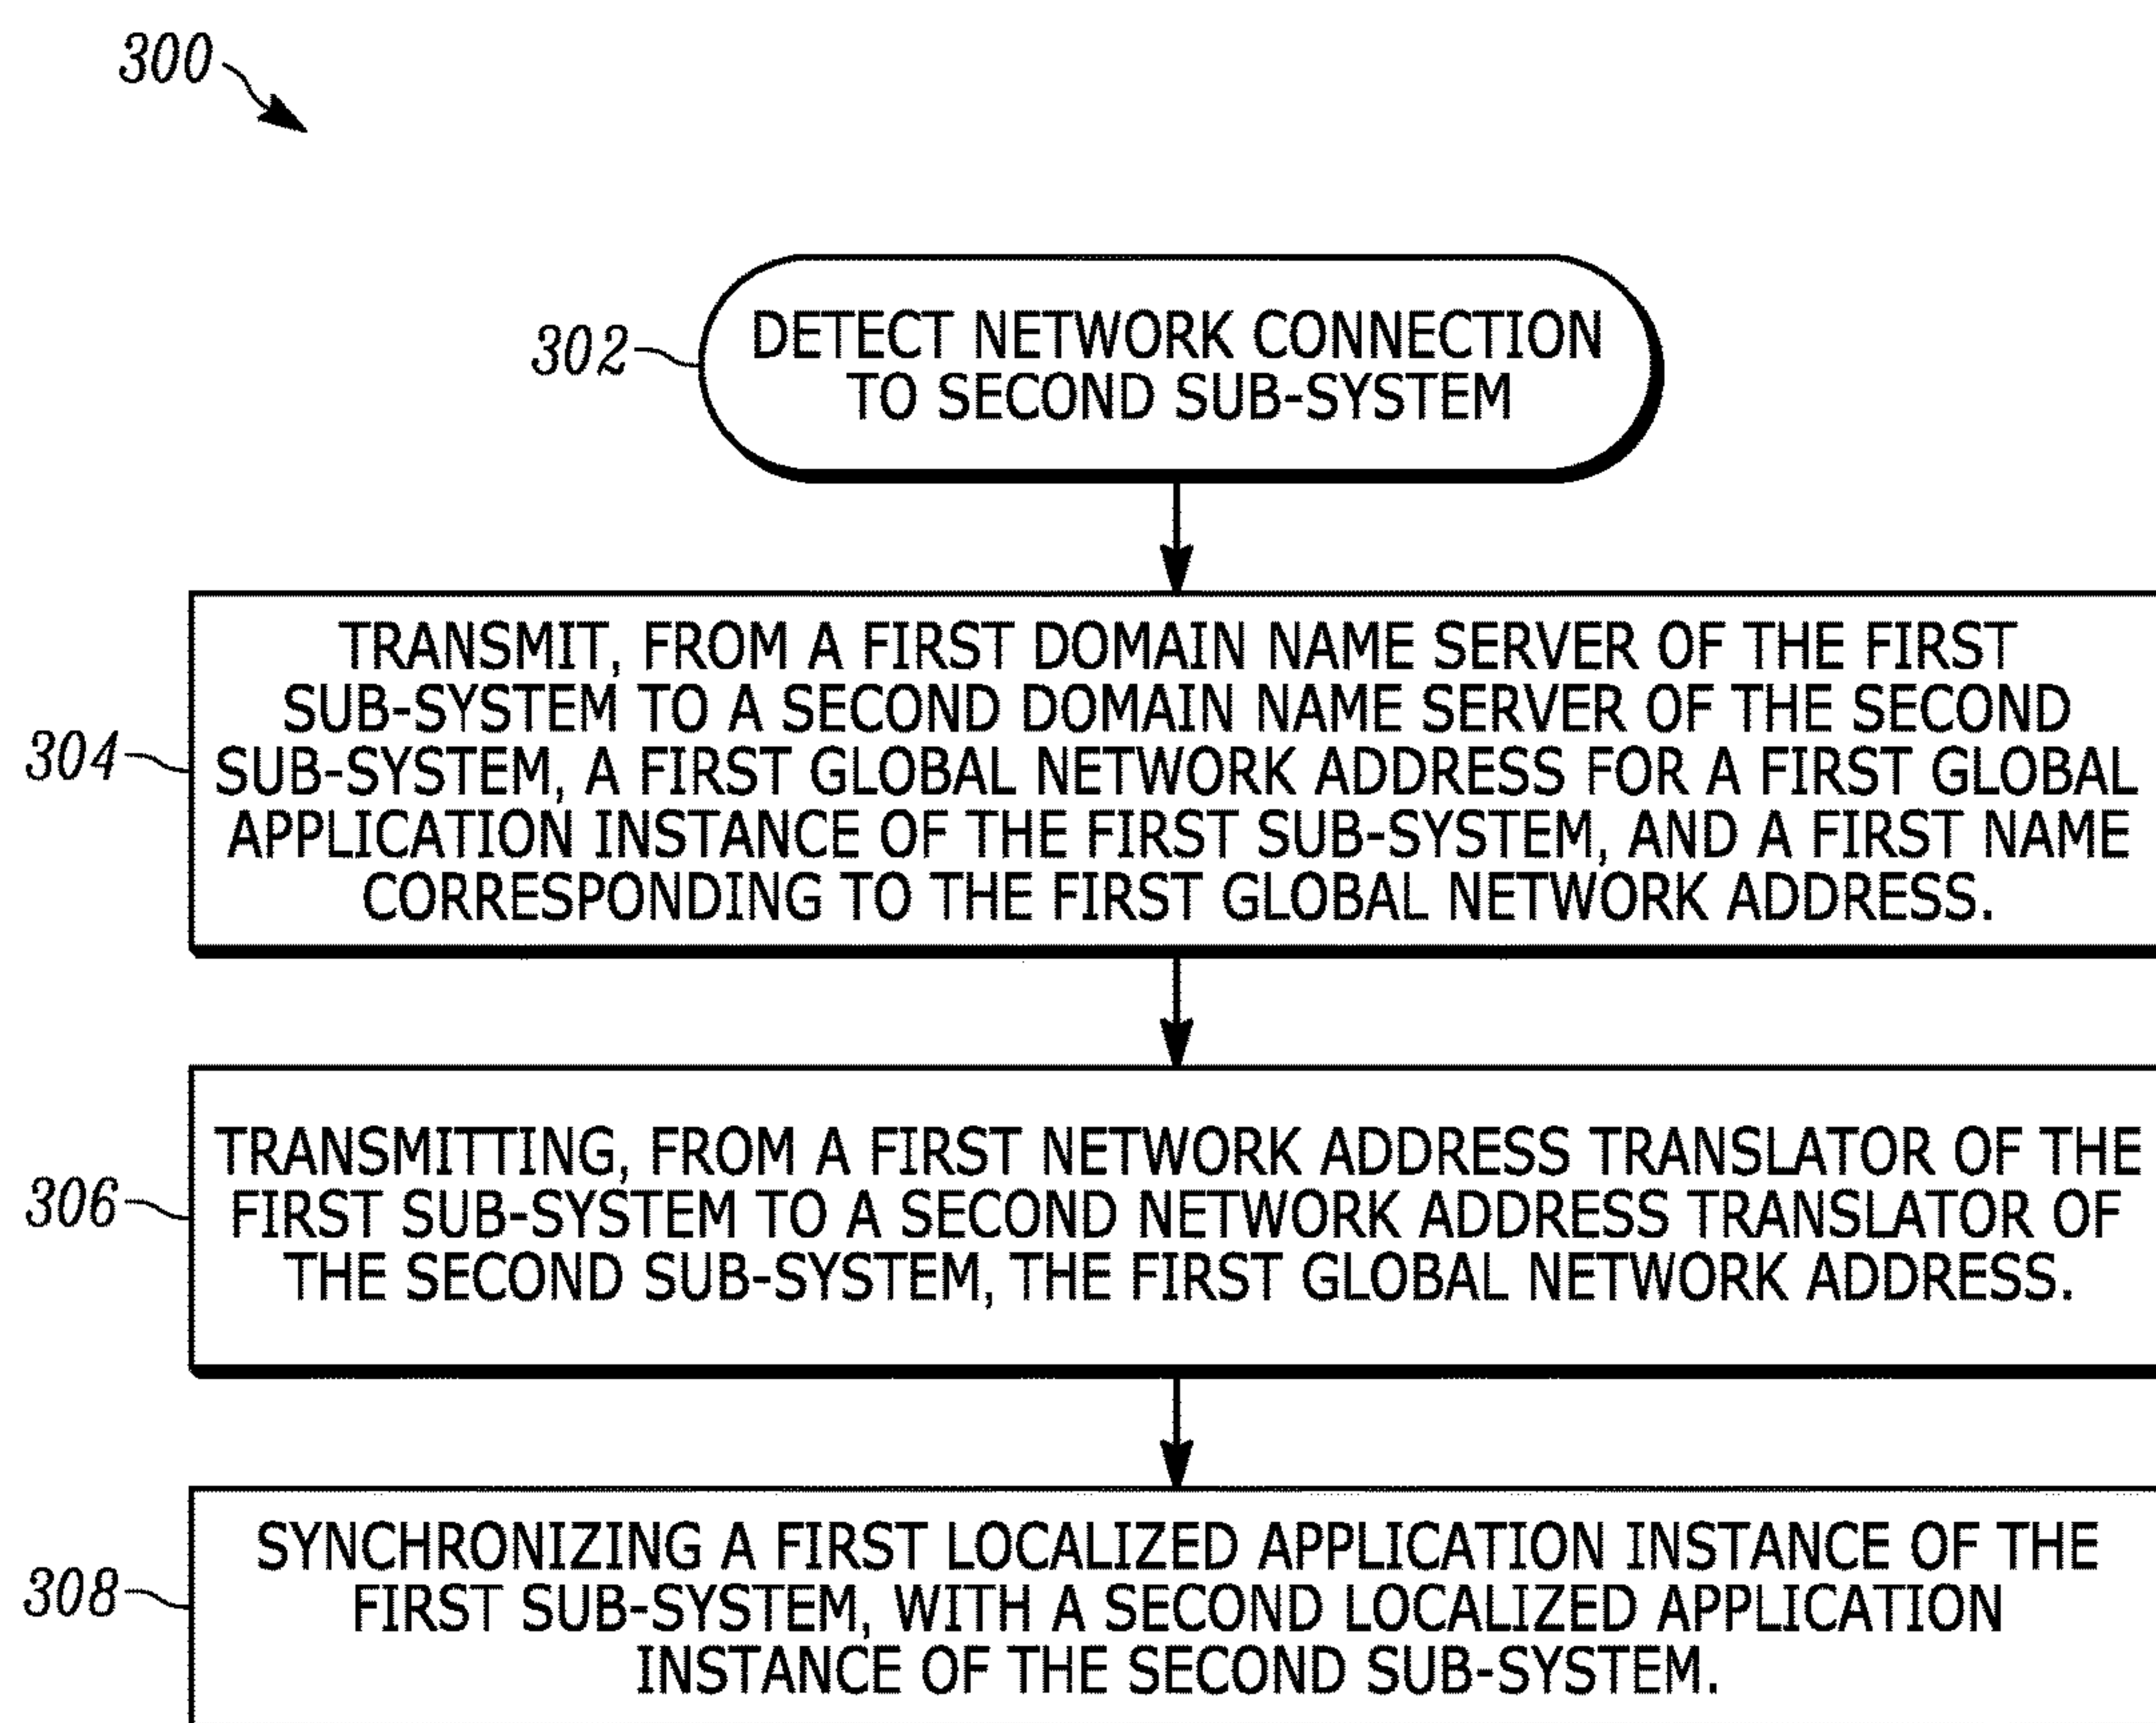 300
302
DETECT NETWORK CONNECTION
TO SECOND SUB-SYSTEM
304
TRANSMIT, FROM A FIRST DOMAIN NAME SERVER OF THE FIRST
SUB-SYSTEM TO A SECOND DOMAIN NAME SERVER OF THE SECOND
SUB-SYSTEM, A FIRST GLOBAL NETWORK ADDRESS FOR A FIRST GLOBAL
APPLICATION INSTANCE OF THE FIRST SUB-SYSTEM, AND A FIRST NAME
CORRESPONDING TO THE FIRST GLOBAL NETWORK ADDRESS.
306
TRANSMITTING, FROM A FIRST NETWORK ADDRESS TRANSLATOR OF THE
FIRST SUB-SYSTEM TO A SECOND NETWORK ADDRESS TRANSLATOR OF
THE SECOND SUB-SYSTEM, THE FIRST GLOBAL NETWORK ADDRESS.
308
SYNCHRONIZING A FIRST LOCALIZED APPLICATION INSTANCE OF THE
FIRST SUB-SYSTEM, WITH A SECOND LOCALIZED APPLICATION
INSTANCE OF THE SECOND SUB-SYSTEM.